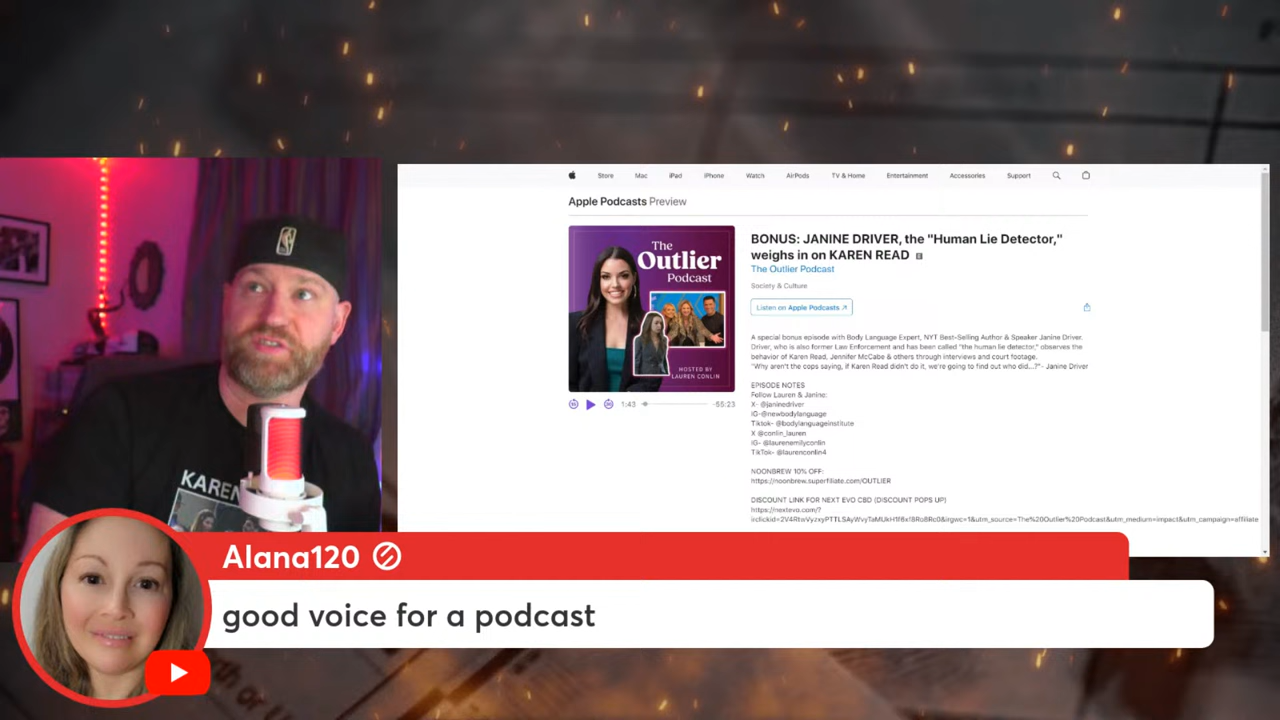 Store Mac iPad iPhone Watch AirPods TV & Home Entertainment Accessories Support
Apple Podcasts Preview
The
Outlier
Podcast
HOSTED BY
LAUREN CONLIN
1:43
-55:23
BONUS: JANINE DRIVER, the "Human Lie Detector,"
weighs in on KAREN READ
The Outlier Podcast
Society & Culture
Listen on Apple Podcasts ↗
A special bonus episode with Body Language Expert, NYT Best-Selling Author & Speaker Janine Driver.
Driver, who is also former Law Enforcement and has been called "the human lie detector," observes the
behavior of Karen Read, Jennifer McCabe & others through interviews and court footage.
"Why aren't the cops saying, if Karen Read didn't do it, we're going to find out who did...?"- Janine Driver
EPISODE NOTES
Follow Lauren & Janine:
X- @janinedriver
IG-@newbodylanguage
Tiktok- @bodylanguageinstitute
X @conlin_lauren
IG- @laurenemilyconlin
TikTok- @laurenconlin4
NOONBREW 10% OFF:
https://noonbrew.superfiliate.com/OUTLIER
DISCOUNT LINK FOR NEXT EVO CBD (DISCOUNT POPS UP)
https://nextevo.com/?
KAREN
Alana120
good voice for a podcast